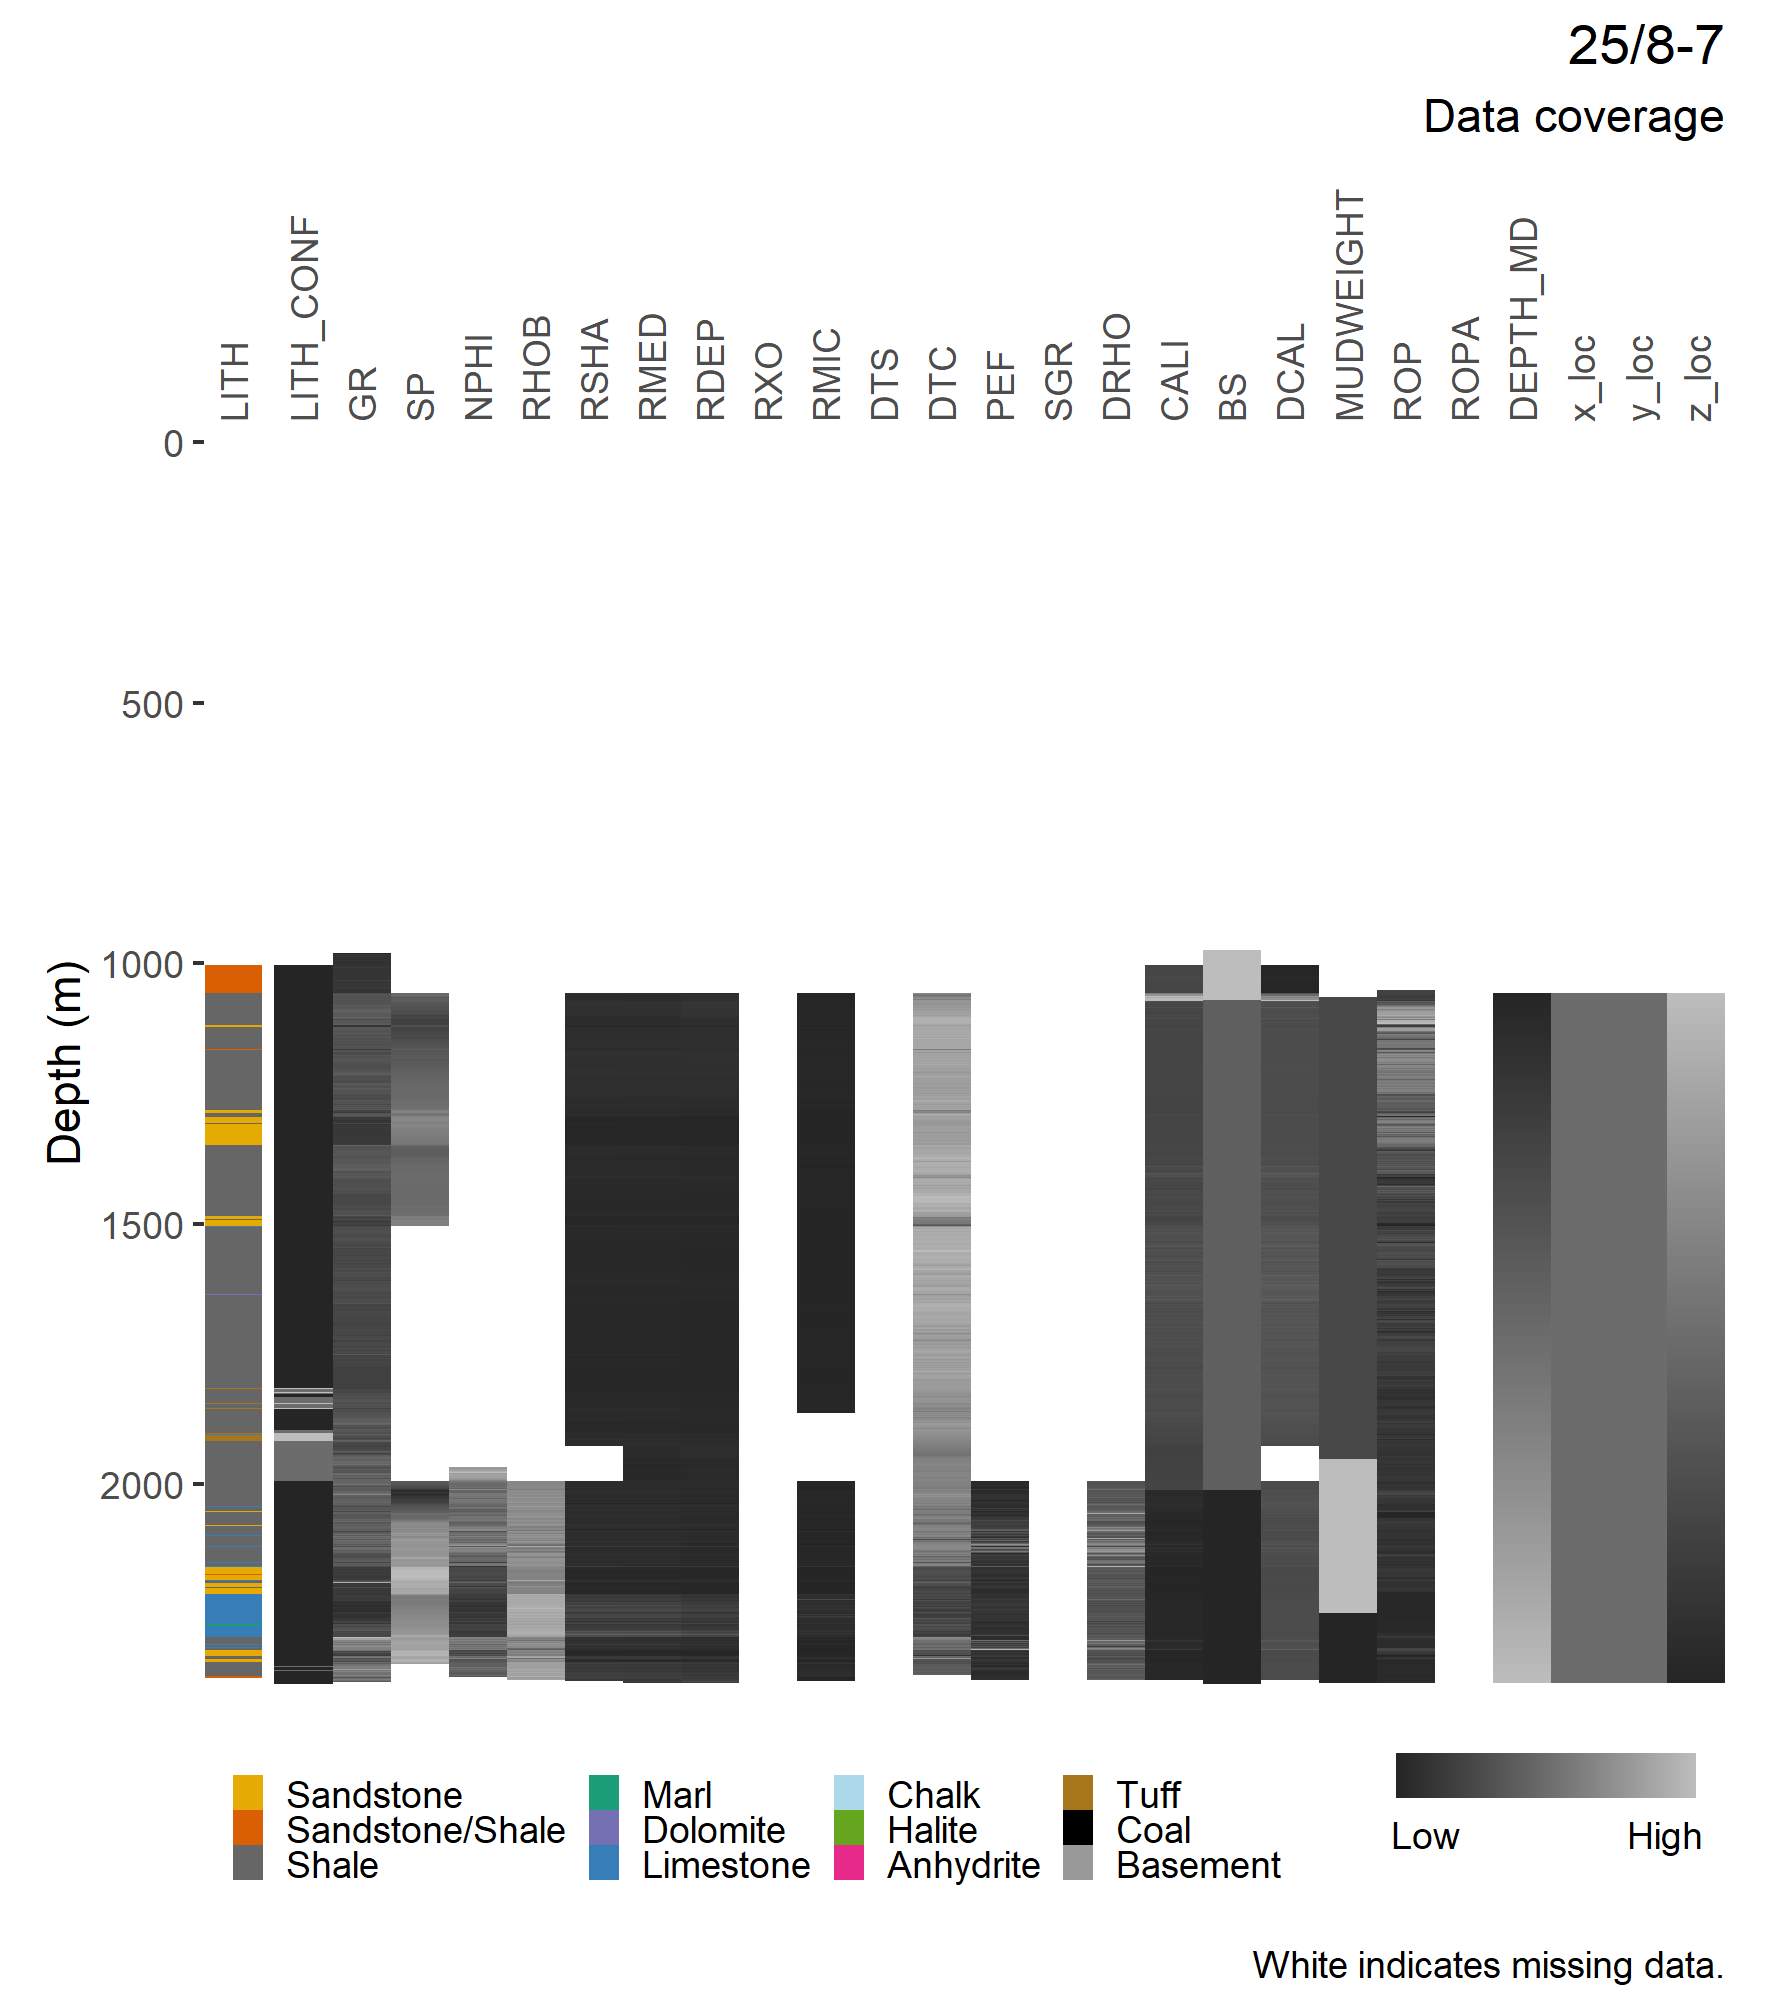 25/8-7
Data coverage
LITH
LITH_CONF
GR
SP
NPHI
RHOB
RSHA
RMED
RDEP
RXO
RMIC
DTS
DTC
PEF
SGR
DRHO
CALI
BS
DCAL
MUDWEIGHT
ROP
ROPA
DEPTH_MD
x_loc
y_loc
z_loc
0
500
1000
1500
2000
Depth (m)
Sandstone
Sandstone/Shale
Shale
Marl
Dolomite
Limestone
Chalk
Halite
Anhydrite
Tuff
Coal
Basement
Low
High
White indicates missing data.